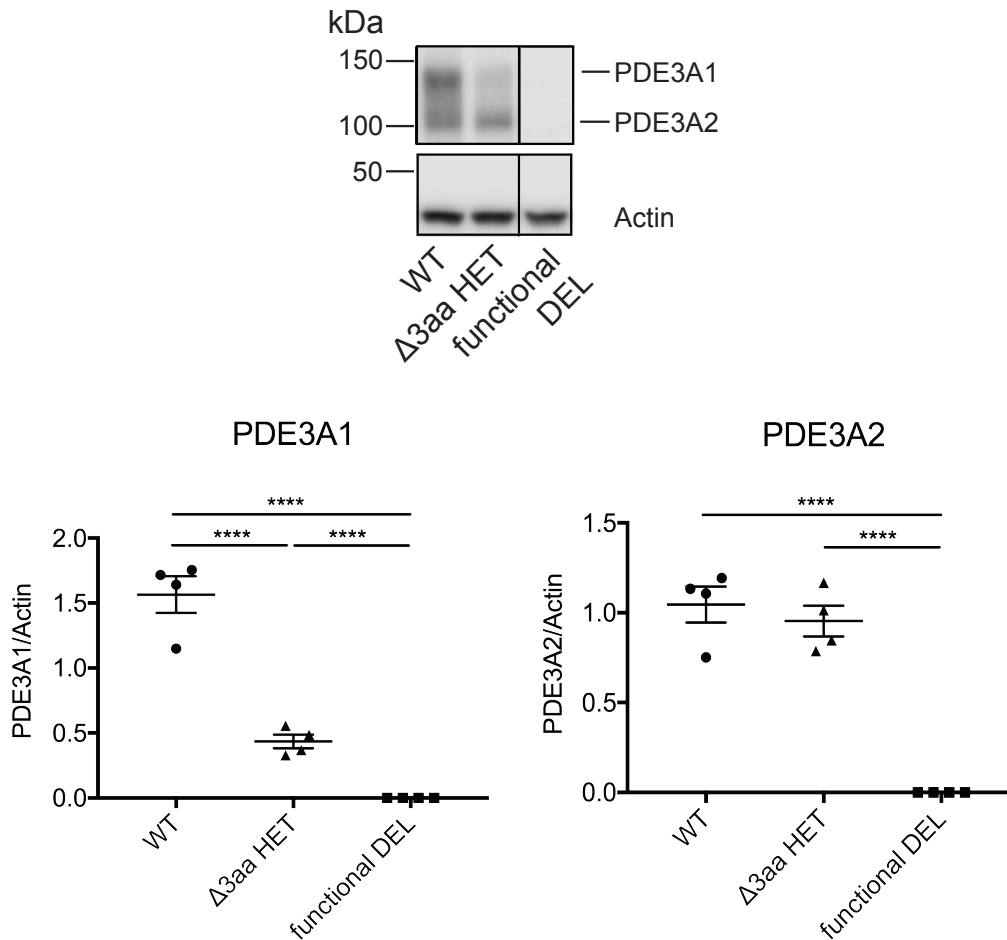 kDa
150
PDE3A1
100
PDE3A2
50
Actin
WT
Δ3aa HET
functional
DEL
PDE3A1
PDE3A2
****
****
****
2.0
1.5
1.0
0.5
0.0
PDE3A1/Actin
WT
Δ3aa HET
functional DEL
****
****
1.5
1.0
0.5
0.0
PDE3A2/Actin
WT
Δ3aa HET
functional DEL